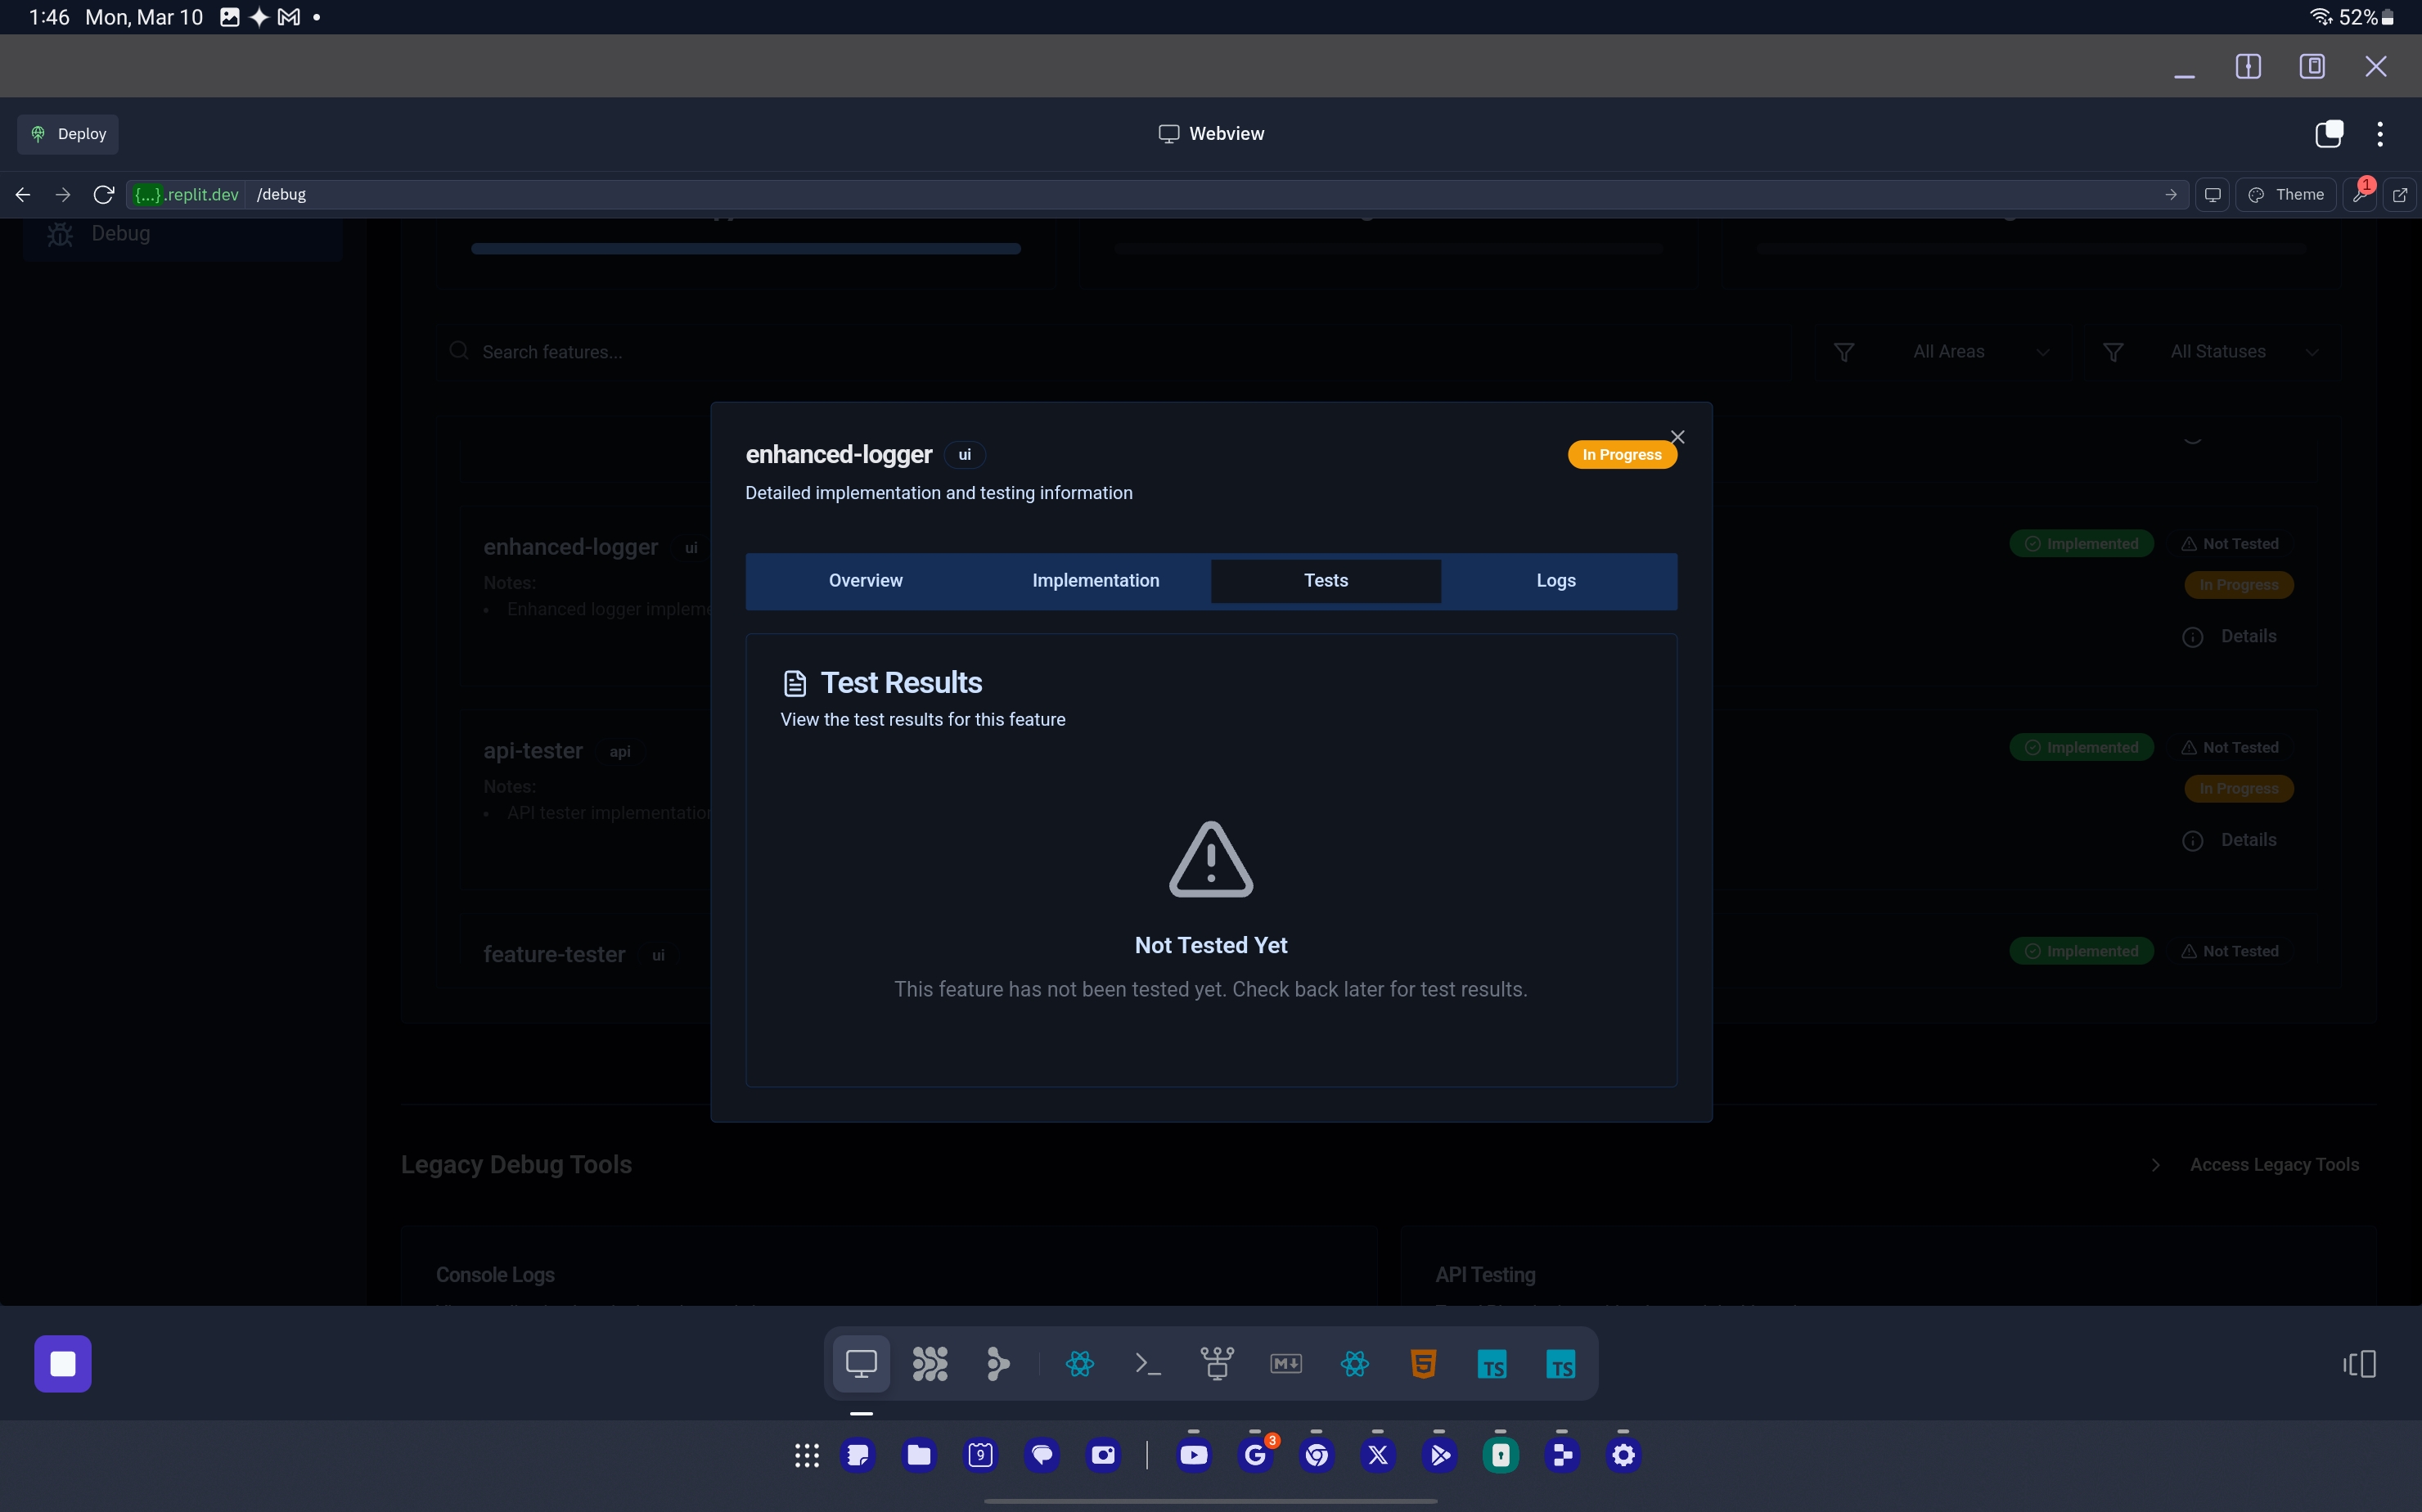 1:46 Mon, Mar 10
52%
Deploy
Webview
{...}.replit.dev /debug
Theme
1
Debug
Search features...
All Areas
All Statuses
enhanced-logger ui
In Progress
Detailed implementation and testing information
Overview
Implementation
Tests
Logs
Test Results
View the test results for this feature
Not Tested Yet
This feature has not been tested yet. Check back later for test results.
enhanced-logger ui
Implemented
Not Tested
Notes:
In Progress
• Enhanced logger impleme
Details
api-tester api
Implemented
Not Tested
Notes:
In Progress
• API tester implementation
Details
feature-tester ui
Implemented
Not Tested
Legacy Debug Tools
Access Legacy Tools
Console Logs
API Testing
M
5
TS
TS
9
G
3
X